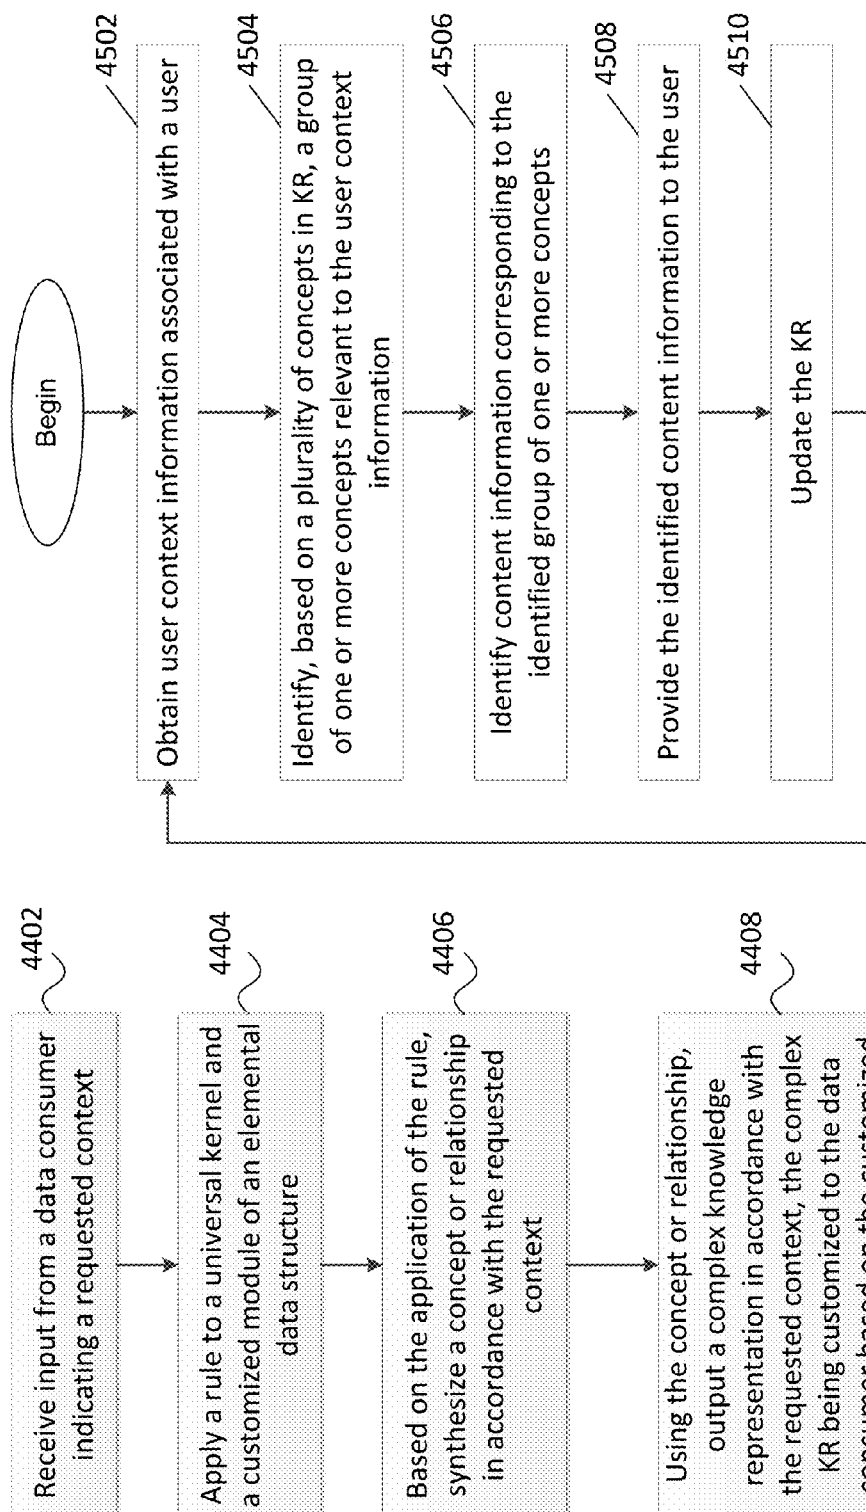 Receive input from a data consumer
indicating a requested context
4402
Apply a rule to a universal kernel and
a customized module of an elemental
data structure
4404
Based on the application of the rule,
synthesize a concept or relationship
in accordance with the requested
context
4406
Using the concept or relationship,
output a complex knowledge
representation in accordance with
the requested context, the complex
KR being customized to the data
consumer based on the customized
4408
Begin
Obtain user context information associated with a user
4502
Identify, based on a plurality of concepts in KR, a group
of one or more concepts relevant to the user context
information
4504
Identify content information corresponding to the
identified group of one or more concepts
4506
Provide the identified content information to the user
4508
Update the KR
4510